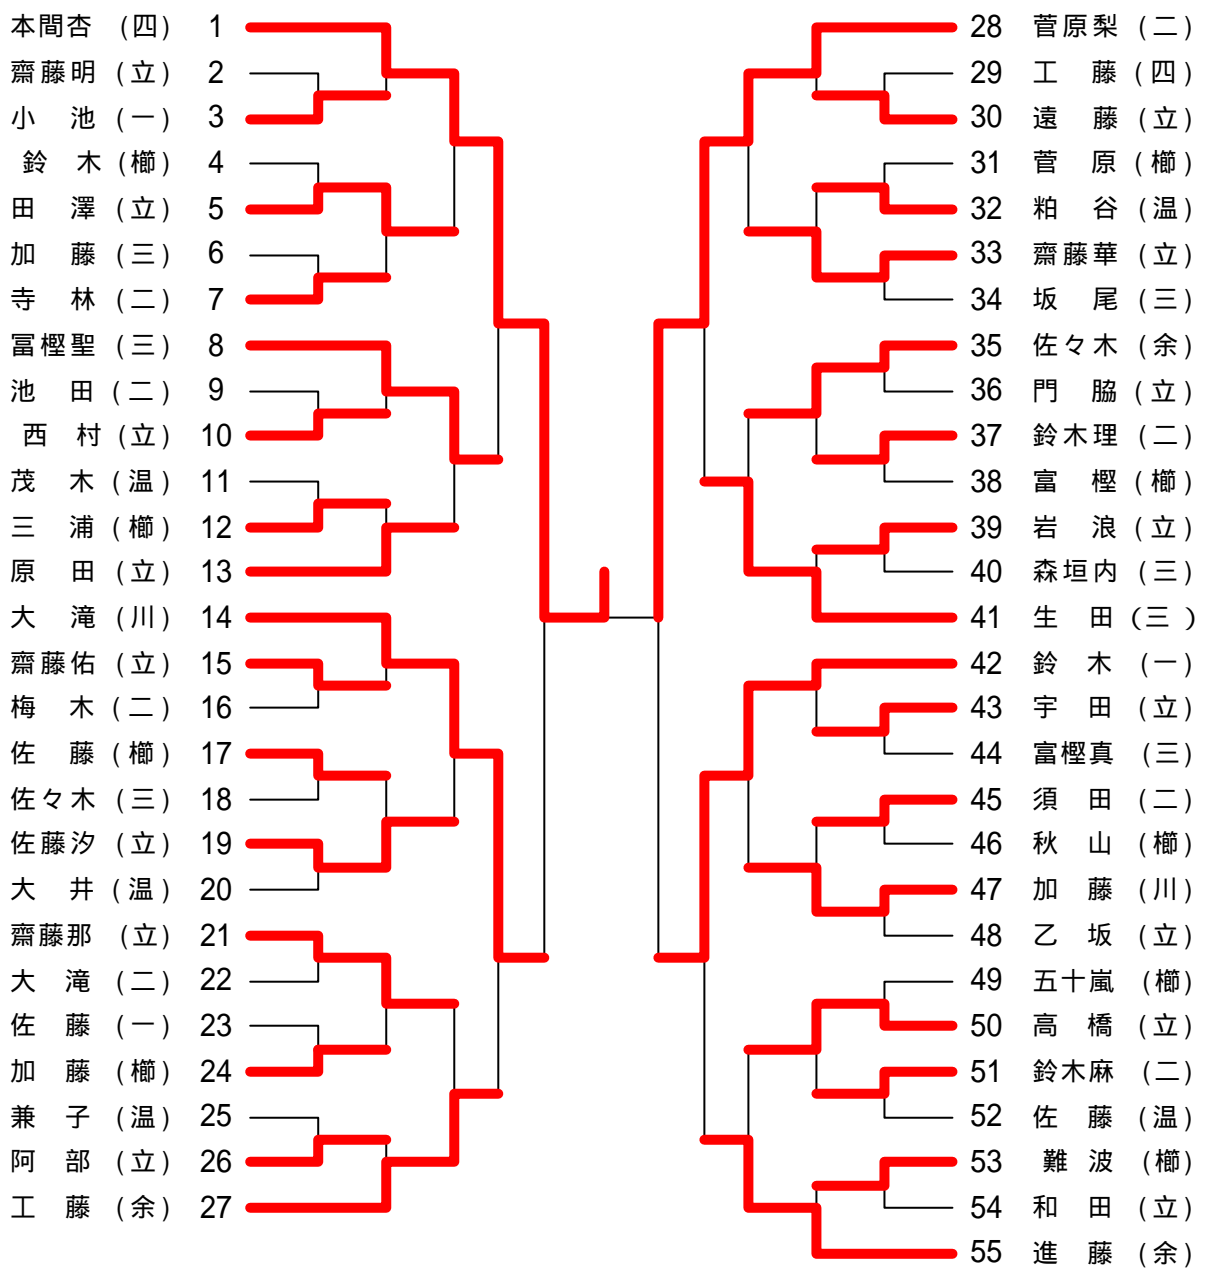 本間杏 (四) 1
齋藤明 (立) 2
小 池 (一) 3
鈴 木 (櫛) 4
田 澤 (立) 5
加 藤 (三) 6
寺 林 (二) 7
冨樫聖 (三) 8
池 田 (二) 9
西 村 (立) 10
茂 木 (温) 11
三 浦 (櫛) 12
原 田 (立) 13
大 滝 (川) 14
齋藤佑 (立) 15
梅 木 (二) 16
佐 藤 (櫛) 17
佐々木 (三) 18
佐藤汐 (立) 19
大 井 (温) 20
齋藤那 (立) 21
大 滝 (二) 22
佐 藤 (一) 23
加 藤 (櫛) 24
兼 子 (温) 25
阿 部 (立) 26
工 藤 (余) 27
28 菅原梨 (二)
29 工 藤 (四)
30 遠 藤 (立)
31 菅 原 (櫛)
32 粕 谷 (温)
33 齋藤華 (立)
34 坂 尾 (三)
35 佐々木 (余)
36 門 脇 (立)
37 鈴木理 (二)
38 富 樫 (櫛)
39 岩 浪 (立)
40 森垣内 (三)
41 生 田 (三 )
42 鈴 木 (一)
43 宇 田 (立)
44 富樫真 (三)
45 須 田 (二)
46 秋 山 (櫛)
47 加 藤 (川)
48 乙 坂 (立)
49 五十嵐 (櫛)
50 高 橋 (立)
51 鈴木麻 (二)
52 佐 藤 (温)
53 難 波 (櫛)
54 和 田 (立)
55 進 藤 (余)